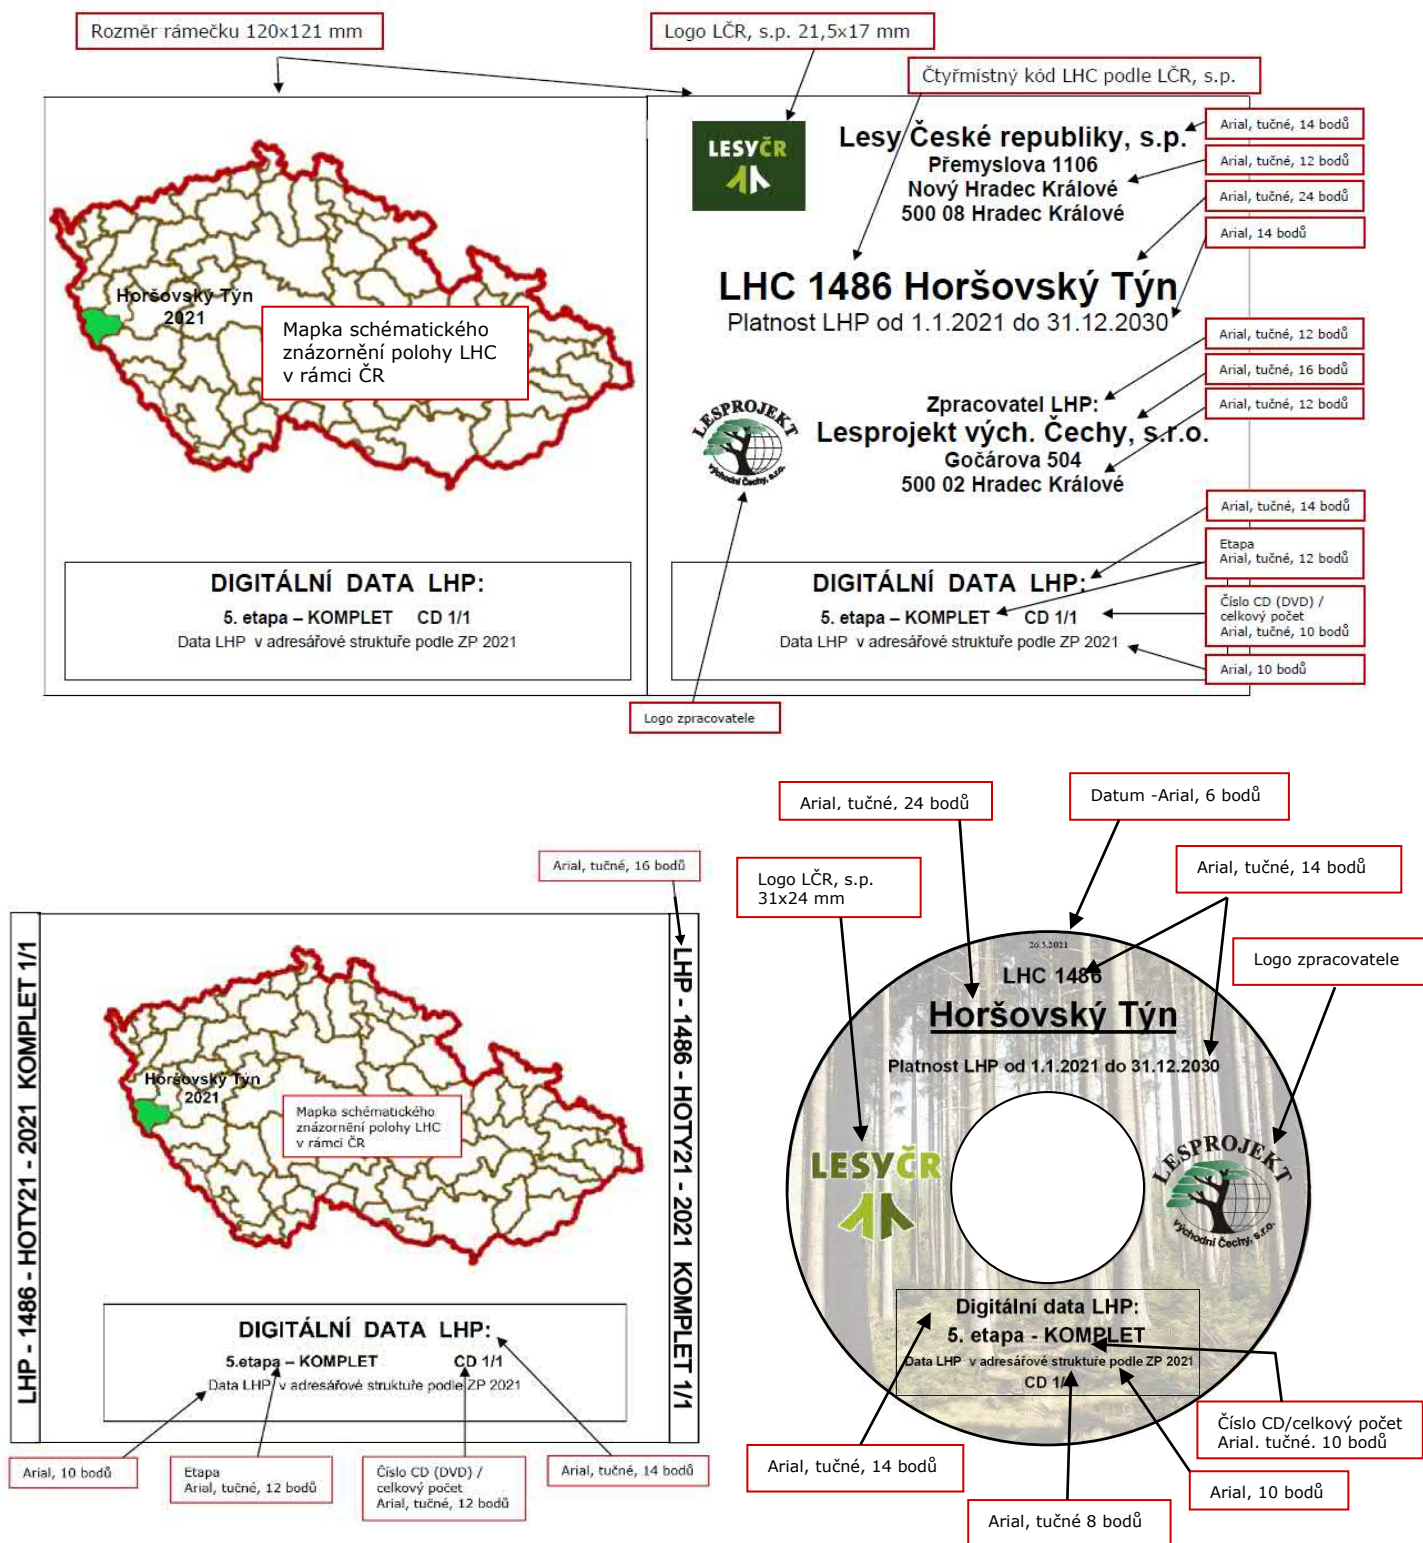 Rozměr rámečku 120x121 mm
Logo LČR, s.p. 21,5x17 mm
Čtyřmístný kód LHC podle LČR, s.p.
Horšovský Týn
2021
Mapka schématického
znázornění polohy LHC
v rámci ČR
DIGITÁLNÍ DATA LHP:
5. etapa – KOMPLET CD 1/1
Data LHP v adresářové struktuře podle ZP 2021
LESYČR
Lesy České republiky, s.p.
Přemyslova 1106
Nový Hradec Králové
500 08 Hradec Králové
LHC 1486 Horšovský Týn
Platnost LHP od 1.1.2021 do 31.12.2030
LESPROJEKT
východní Čechy, s.r.o.
Zpracovatel LHP:
Lesprojekt vých. Čechy, s.r.o.
Gočárova 504
500 02 Hradec Králové
DIGITÁLNÍ DATA LHP:
5. etapa – KOMPLET CD 1/1
Data LHP v adresářové struktuře podle ZP 2021
Arial, tučné, 14 bodů
Arial, tučné, 12 bodů
Arial, tučné, 24 bodů
Arial, 14 bodů
Arial, tučné, 12 bodů
Arial, tučné, 16 bodů
Arial, tučné, 12 bodů
Arial, tučné, 14 bodů
Etapa
Arial, tučné, 12 bodů
Číslo CD (DVD) /
celkový počet
Arial, tučné, 10 bodů
Arial, 10 bodů
Logo zpracovatele
Arial, tučné, 16 bodů
LHP - 1486 - HOTY21 - 2021 KOMPLET 1/1
Horšovský Týn
2021
Mapka schématického
znázornění polohy LHC
v rámci ČR
DIGITÁLNÍ DATA LHP:
5.etapa – KOMPLET CD 1/1
Data LHP v adresářové struktuře podle ZP 2021
LHP - 1486 - HOTY21 - 2021 KOMPLET 1/1
Arial, 10 bodů
Etapa
Arial, tučné, 12 bodů
Číslo CD (DVD) /
celkový počet
Arial, tučné, 12 bodů
Arial, tučné, 14 bodů
Arial, tučné, 24 bodů
Datum -Arial, 6 bodů
Logo LČR, s.p.
31x24 mm
Arial, tučné, 14 bodů
Logo zpracovatele
26.3.2021
LHC 1486
Horšovský Týn
Platnost LHP od 1.1.2021 do 31.12.2030
LESYČR
LESPROJEKT
východní Čechy, s.r.o.
Digitální data LHP:
5. etapa - KOMPLET
Data LHP v adresářové struktuře podle ZP 2021
CD 1/
Arial, tučné, 14 bodů
Arial, tučné 8 bodů
Číslo CD/celkový počet
Arial, tučné, 10 bodů
Arial, 10 bodů